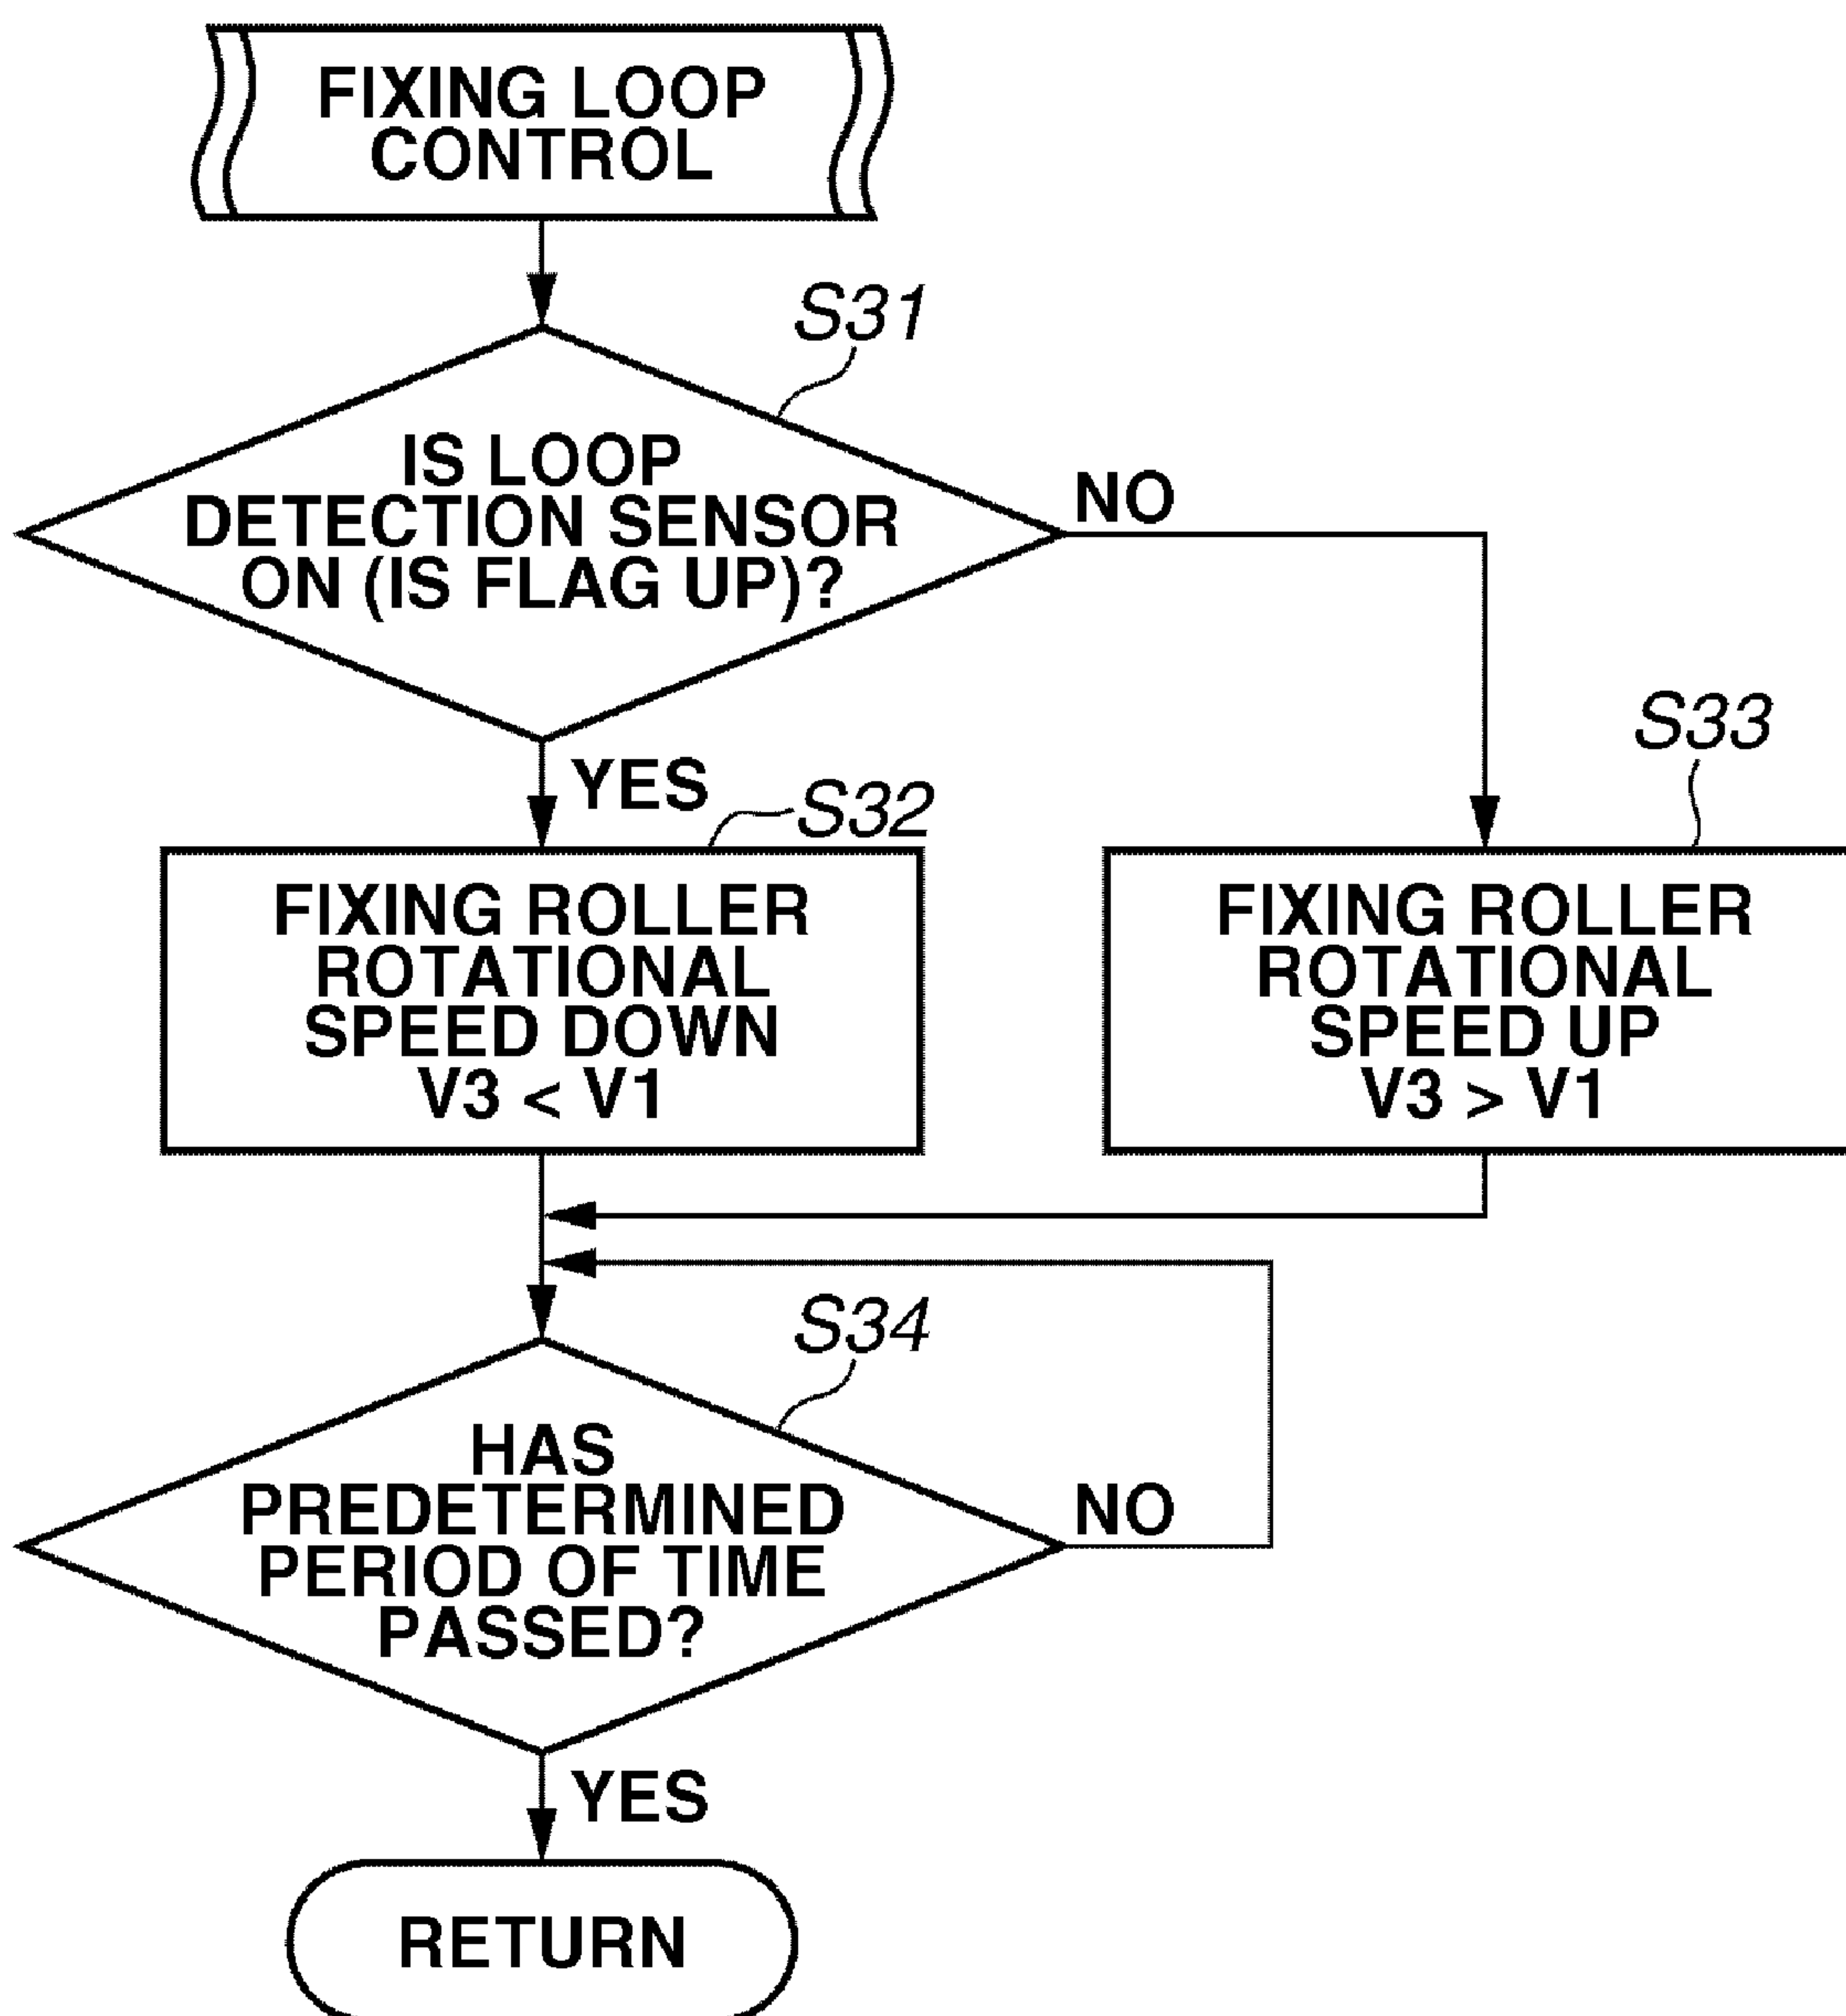 FIXING LOOP
CONTROL
S31
IS LOOP
DETECTION SENSOR
ON (IS FLAG UP)?
NO
YES
S32
S33
FIXING ROLLER
ROTATIONAL
SPEED DOWN
V3 < V1
FIXING ROLLER
ROTATIONAL
SPEED UP
V3 > V1
S34
HAS
PREDETERMINED
PERIOD OF TIME
PASSED?
NO
YES
RETURN